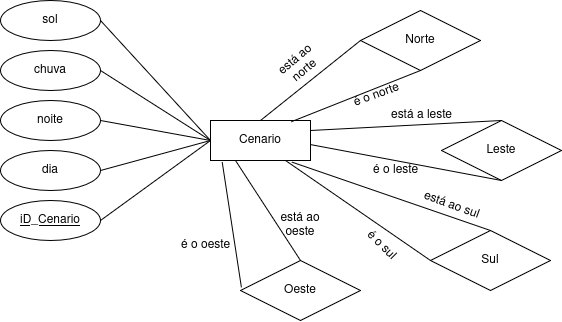 sol
chuva
noite
dia
iD_Cenario
Cenario
está ao
norte
Norte
é o norte
está a leste
Leste
é o leste
está ao sul
é o sul
Sul
está ao
oeste
é o oeste
Oeste